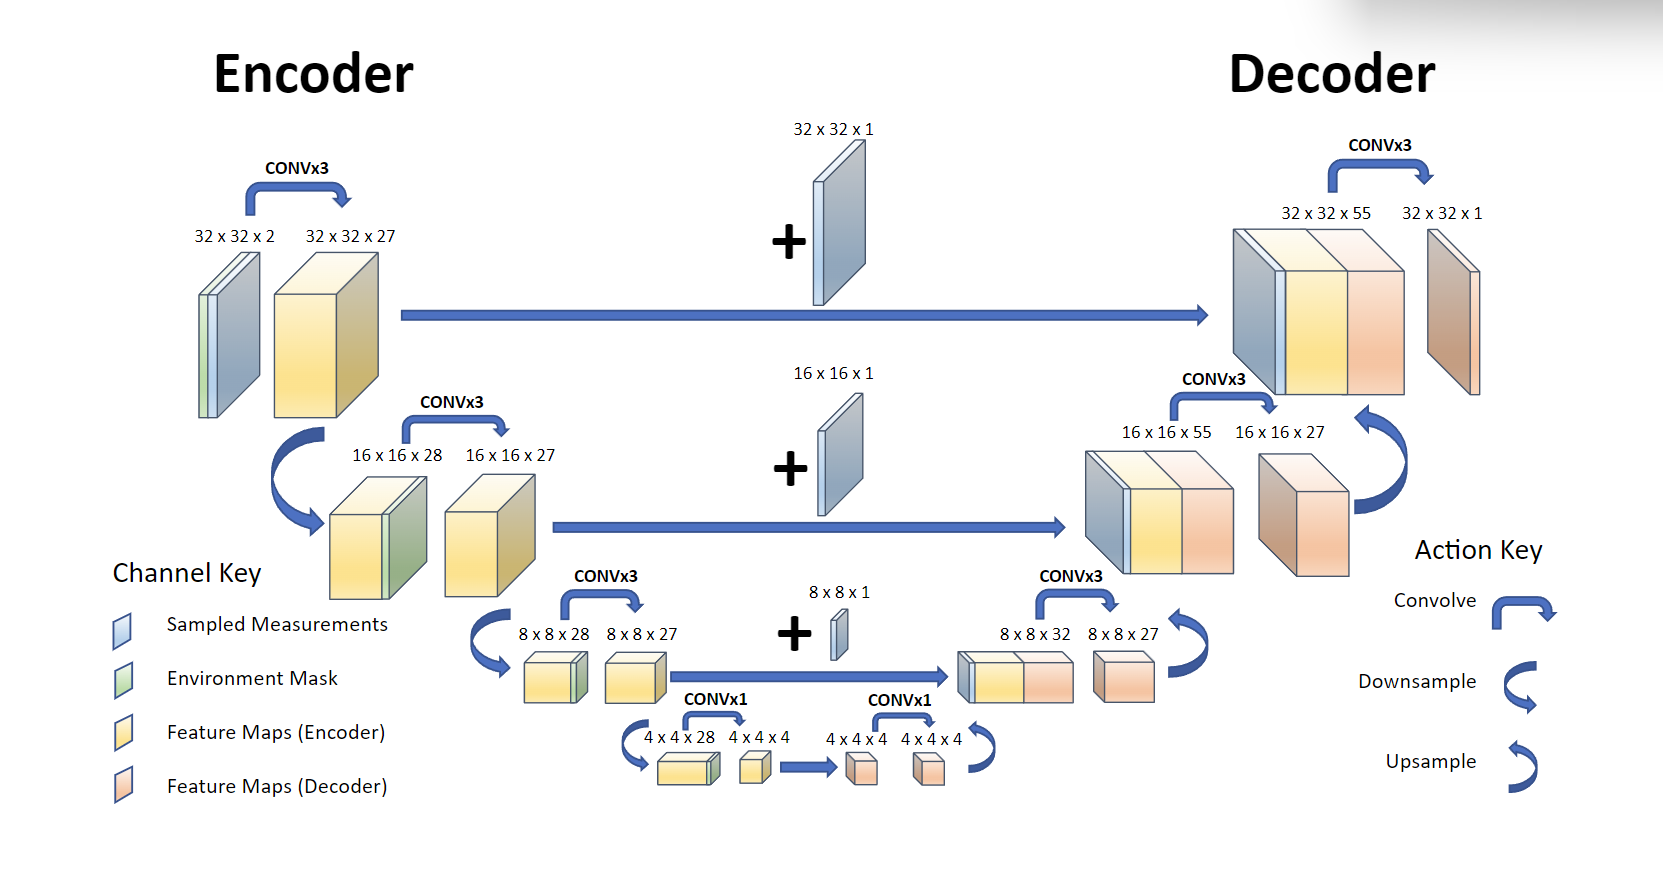 Encoder
Decoder
32 x 32 x 1
CONVx3
CONVx3
32 x 32 x 2
32 x 32 x 27
32 x 32 x 55
32 x 32 x 1
16 x 16 x 1
CONVx3
CONVx3
16 x 16 x 28
16 x 16 x 27
16 x 16 x 55
16 x 16 x 27
Channel Key
Sampled Measurements
Environment Mask
Feature Maps (Encoder)
Feature Maps (Decoder)
CONVx3
8 x 8 x 1
CONVx3
8 x 8 x 28
8 x 8 x 27
8 x 8 x 32
8 x 8 x 27
CONVx1
CONVx1
4 x 4 x 28
4 x 4 x 4
4 x 4 x 4
4 x 4 x 4
Action Key
Convolve
Downsample
Upsample